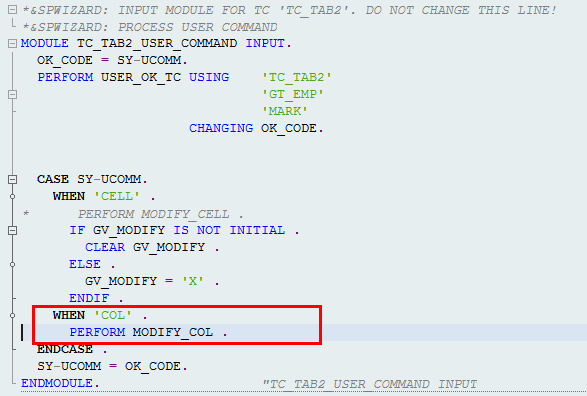 *&SPWIZARD: INPUT MODULE FOR TC 'TC_TAB2'. DO NOT CHANGE THIS LINE!
*&SPWIZARD: PROCESS USER COMMAND
MODULE TC_TAB2_USER_COMMAND INPUT.
OK_CODE = SY-UCOMM.
PERFORM USER_OK_TC USING    'TC_TAB2'
'GT_EMP'
'MARK'
CHANGING OK_CODE.
CASE SY-UCOMM.
WHEN 'CELL' .
*      PERFORM MODIFY_CELL .
IF GV_MODIFY IS NOT INITIAL .
CLEAR GV_MODIFY .
ELSE .
GV_MODIFY = 'X' .
ENDIF .
WHEN 'COL' .
PERFORM MODIFY_COL .
ENDCASE .
SY-UCOMM = OK_CODE.
ENDMODULE.                    "TC_TAB2_USER_COMMAND INPUT